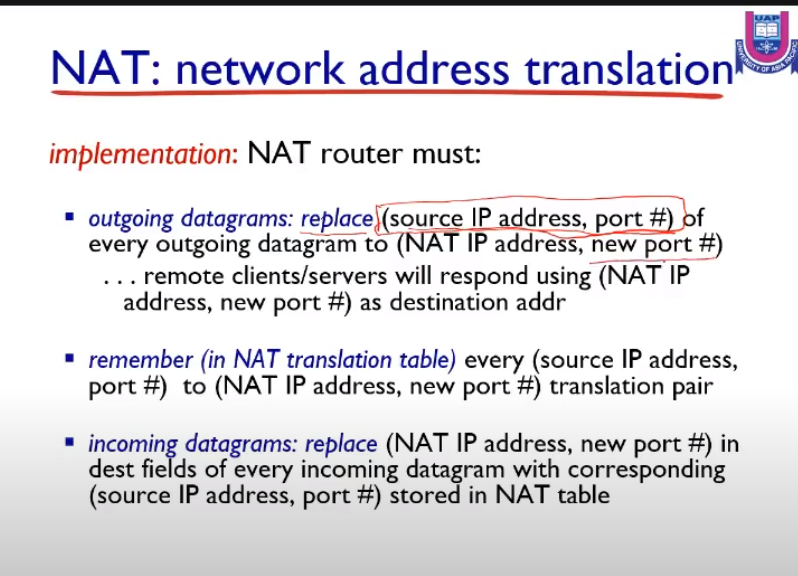 NAT: network address translation
UAP
UNIVERSITY OF ASIA PACIFIC
implementation: NAT router must:
▪ outgoing datagrams: replace (source IP address, port #) of
every outgoing datagram to (NAT IP address, new port #)
. . . remote clients/servers will respond using (NAT IP
address, new port #) as destination addr
▪ remember (in NAT translation table) every (source IP address,
port #) to (NAT IP address, new port #) translation pair
▪ incoming datagrams: replace (NAT IP address, new port #) in
dest fields of every incoming datagram with corresponding
(source IP address, port #) stored in NAT table